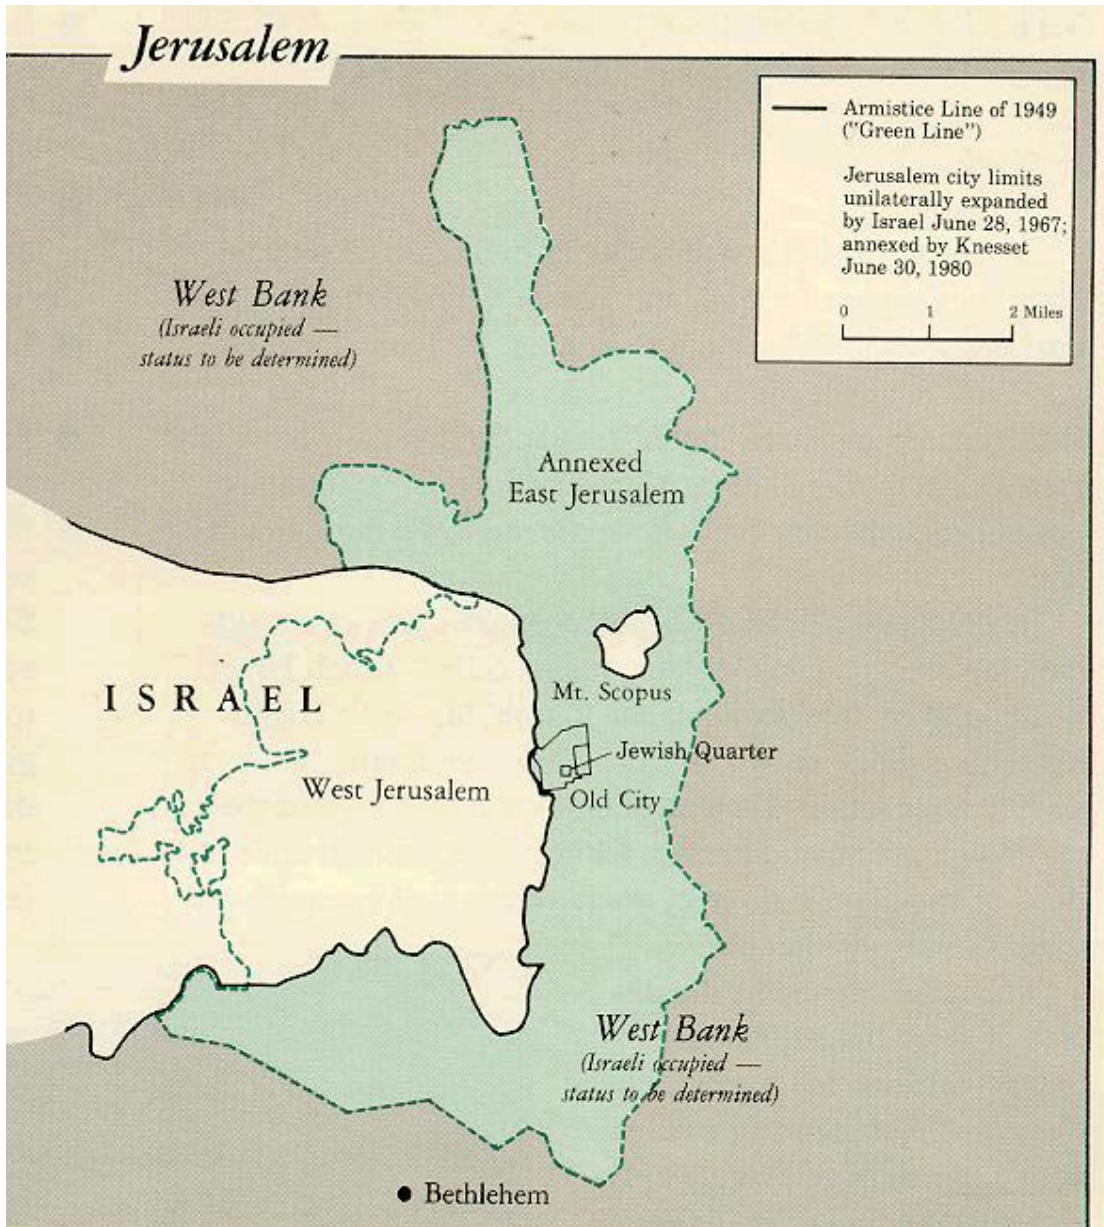 Jerusalem
Armistice Line of 1949
("Green Line")
Jerusalem city limits
unilaterally expanded
by Israel June 28, 1967;
annexed by Knesset
June 30, 1980
0 1 2 Miles
West Bank
(Israeli occupied —
status to be determined)
Annexed
East Jerusalem
ISRAEL
Mt. Scopus
Jewish Quarter
West Jerusalem
Old City
West Bank
(Israeli occupied —
status to be determined)
Bethlehem